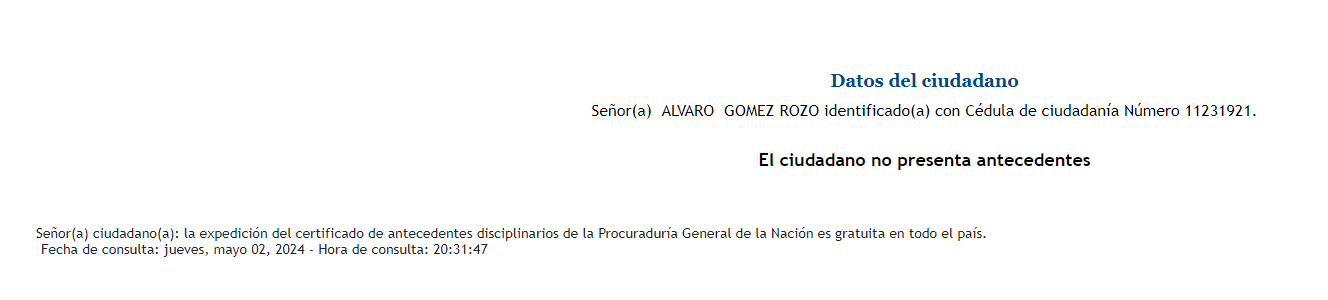 Datos del ciudadano
Señor(a) ALVARO GOMEZ ROZO identificado(a) con Cédula de ciudadanía Número 11231921.
El ciudadano no presenta antecedentes
Señor(a) ciudadano(a): la expedición del certificado de antecedentes disciplinarios de la Procuraduría General de la Nación es gratuita en todo el país.
Fecha de consulta: jueves, mayo 02, 2024 - Hora de consulta: 20:31:47